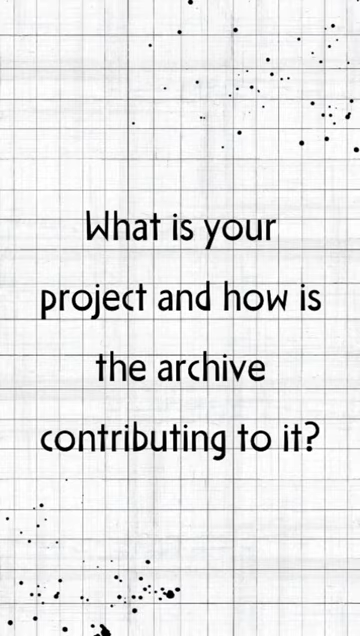 What is your
project and how is
the archive
contributing to it?